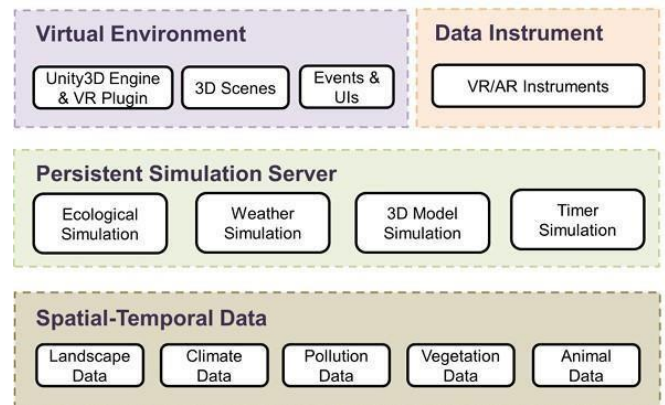 Virtual Environment
Unity3D Engine
& VR Plugin
3D Scenes
Events &
UIs
Data Instrument
VR/AR Instruments
Persistent Simulation Server
Ecological
Simulation
Weather
Simulation
3D Model
Simulation
Timer
Simulation
Spatial-Temporal Data
Landscape
Data
Climate
Data
Pollution
Data
Vegetation
Data
Animal
Data